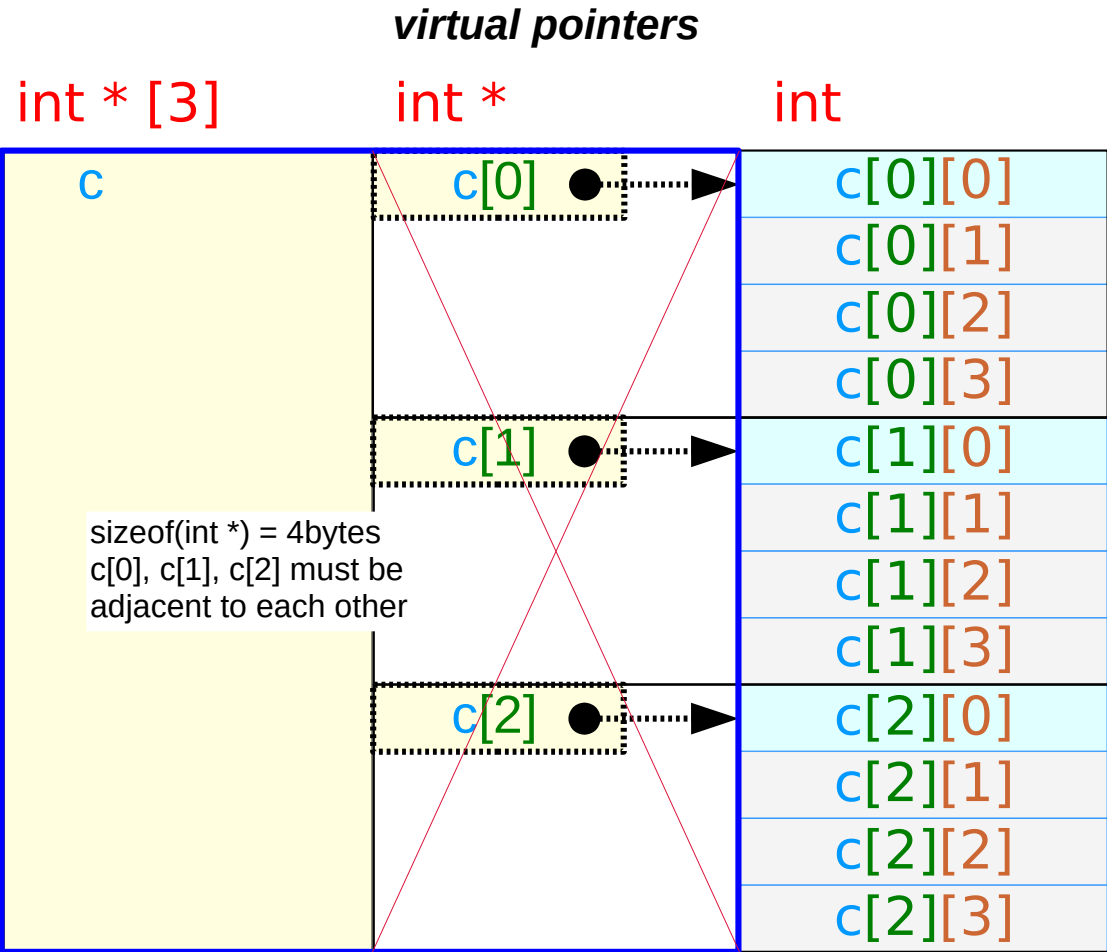 virtual pointers
int * [3] int * int
c c[0] c[0][0]
c[0][1]
c[0][2]
c[0][3]
c[1] c[1][0]
c[1][1]
sizeof(int *) = 4bytes
c[0], c[1], c[2] must be
adjacent to each other
c[1][2]
c[1][3]
c[2] c[2][0]
c[2][1]
c[2][2]
c[2][3]